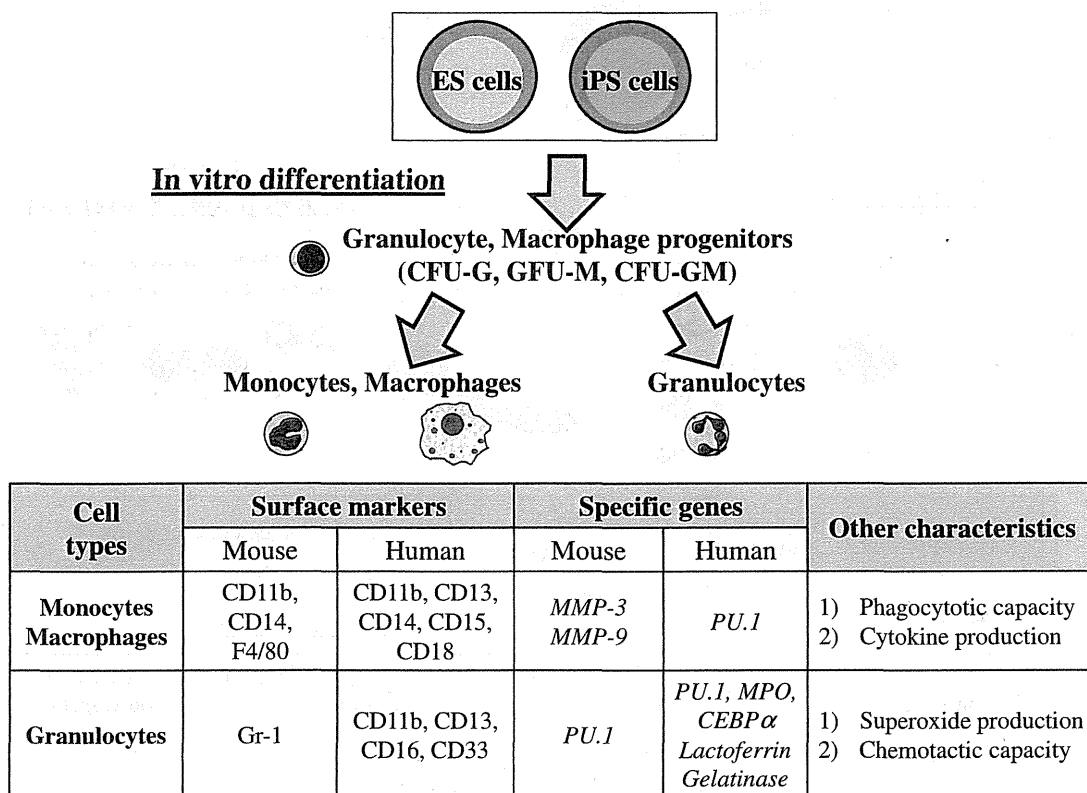 ES cells
iPS cells
In vitro differentiation
Granulocyte, Macrophage progenitors
(CFU-G, GFU-M, CFU-GM)
Monocytes, Macrophages
Granulocytes
Cell
types
Surface markers
Specific genes
Other characteristics
Mouse
Human
Mouse
Human
Monocytes
Macrophages
CD11b,
CD14,
F4/80
CD11b, CD13,
CD14, CD15,
CD18
MMP-3
MMP-9
PU.1
1) Phagocytotic capacity
2) Cytokine production
Granulocytes
Gr-1
CD11b, CD13,
CD16, CD33
PU.1
PU.1, MPO,
CEBPα
Lactoferrin
Gelatinase
1) Superoxide production
2) Chemotactic capacity